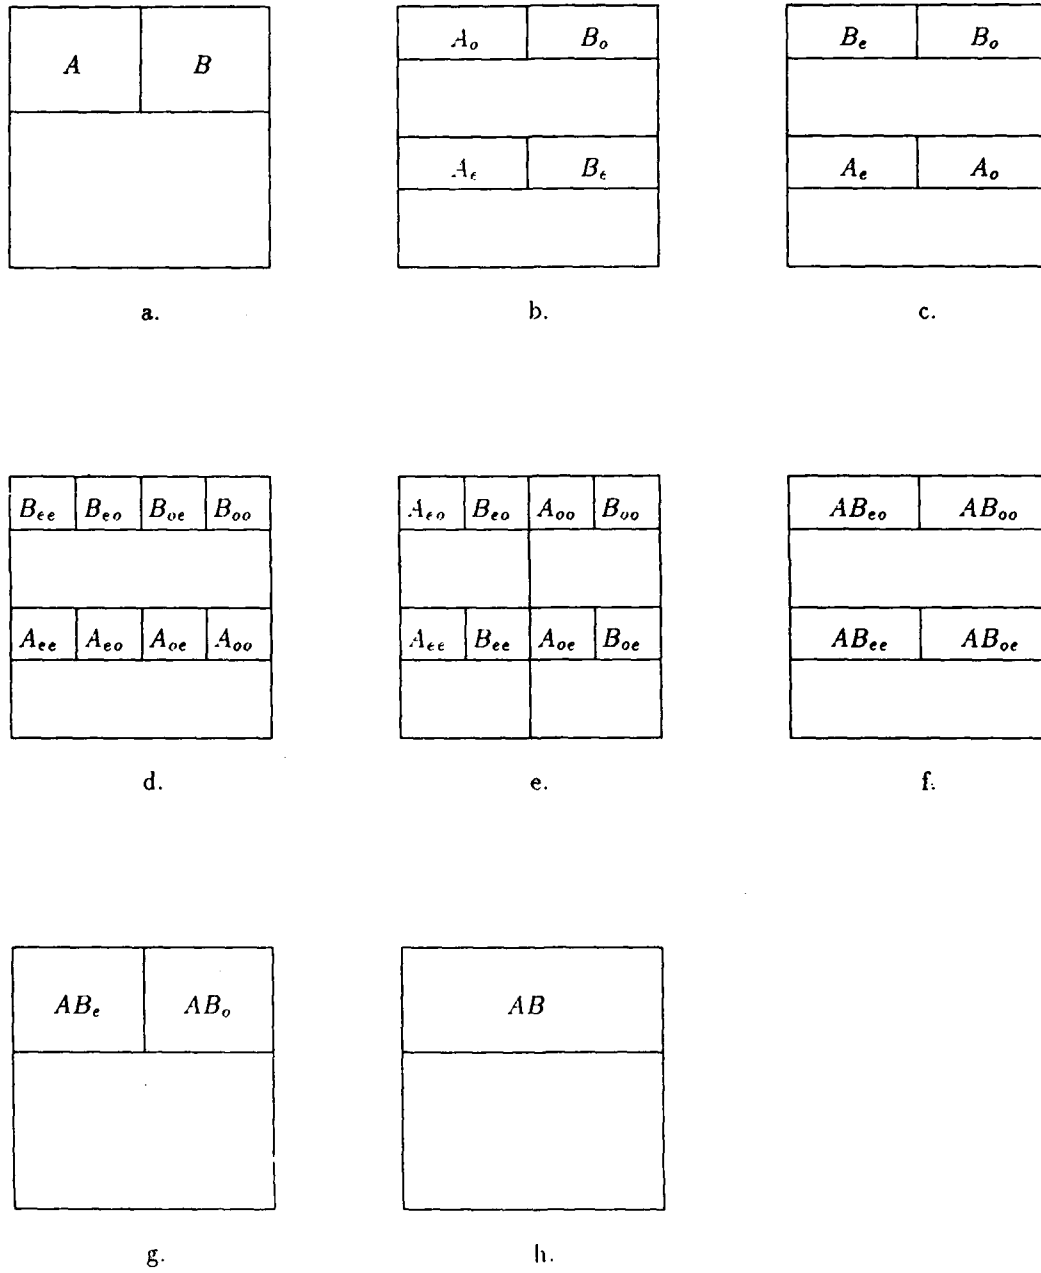 A B
A_o B_o
A_e B_e
a.
b.
B_e B_o
A_e A_o
c.
B_ee B_eo B_oe B_oo
A_ee A_eo A_oe A_oo
d.
A_eo B_eo A_oo B_oo
A_ee B_ee A_oe B_oe
e.
AB_eo AB_oo
AB_ee AB_oe
f.
AB_e AB_o
g.
AB
h.